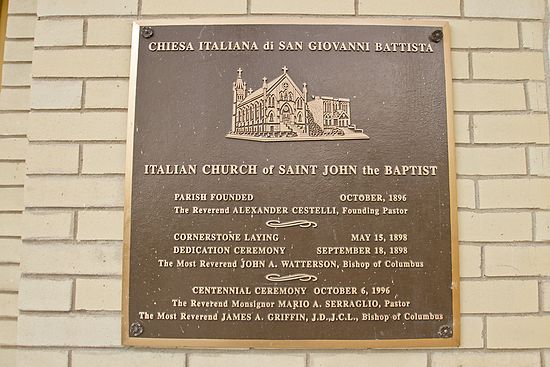 CHIESA ITALIANA di SAN GIOVANNI BATTISTA
ITALIAN CHURCH of SAINT JOHN the BAPTIST
PARISH FOUNDED OCTOBER, 1896
The Reverend ALEXANDER CESTELLI, Founding Pastor
CORNERSTONE LAYING MAY 15, 1898
DEDICATION CEREMONY SEPTEMBER 18, 1898
The Most Reverend JOHN A. WATTERSON, Bishop of Columbus
CENTENNIAL CEREMONY OCTOBER 6, 1996
The Reverend Monsignor MARIO A. SERRAGLIO, Pastor
The Most Reverend JAMES A. GRIFFIN, J.D.,J.C.L., Bishop of Columbus